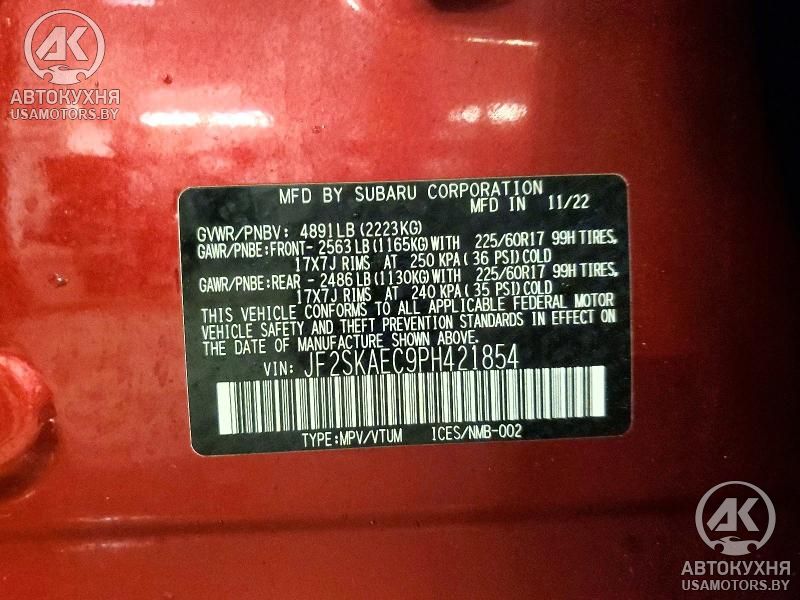 AK
АВТОКУХНЯ
USAMOTORS.BY
MFD BY SUBARU CORPORATION
MFD IN 11/22
GVWR/PNBV: 4891LB(2223KG)
GAWR/PNBE:FRONT- 2563LB(1165KG)WITH 225/60R17 99H TIRES,
17X7J RIMS AT 250 KPA(36 PSI)COLD
GAWR/PNBE:REAR - 2486LB(1130KG)WITH 225/60R17 99H TIRES,
17X7J RIMS AT 240 KPA(35 PSI)COLD
THIS VEHICLE CONFORMS TO ALL APPLICABLE FEDERAL MOTOR
VEHICLE SAFETY AND THEFT PREVENTION STANDARDS IN EFFECT ON
THE DATE OF MANUFACTURE SHOWN ABOVE.
VIN: JF2SKAEC9PH421854
TYPE:MPV/VTUM ICES/NMB-002
AK
АВТОКУХНЯ
USAMOTORS.BY